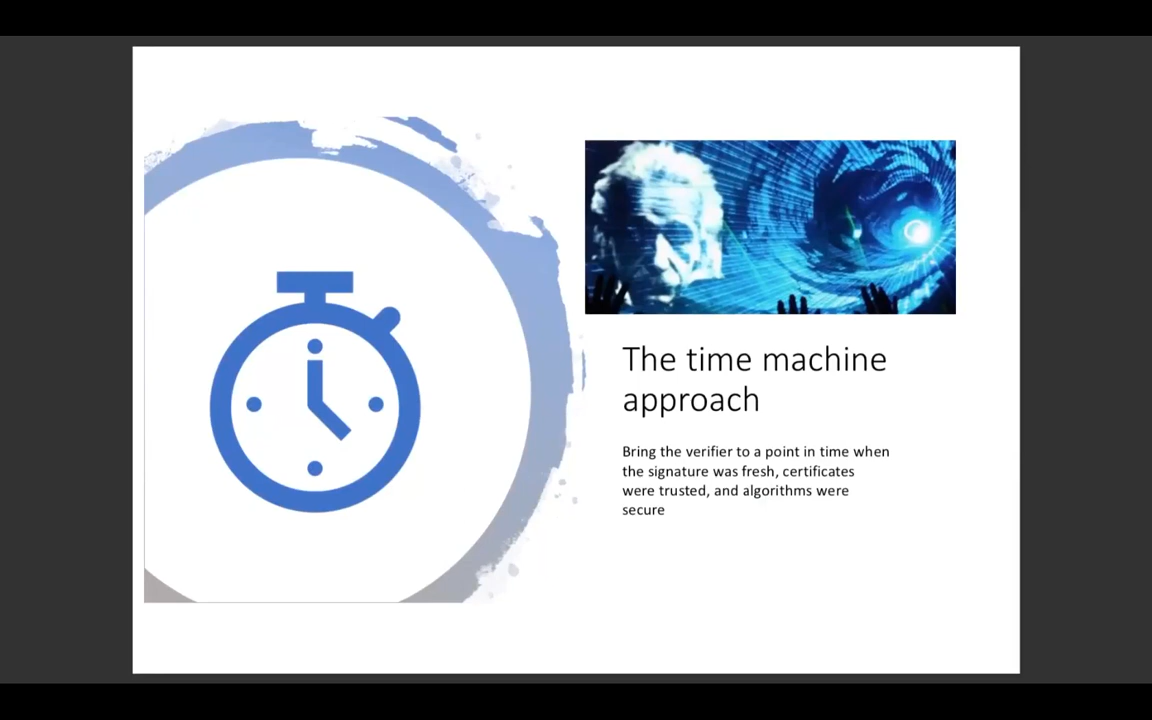 The time machine
approach
Bring the verifier to a point in time when
the signature was fresh, certificates
were trusted, and algorithms were
secure